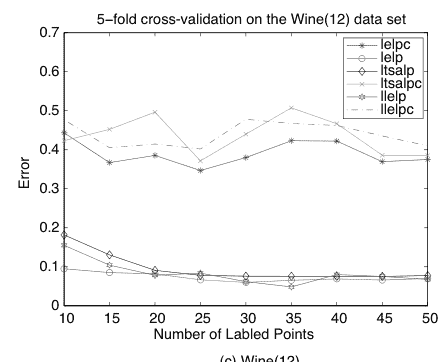 5-fold cross-validation on the Wine(12) data set
0.7
0.6
0.5
0.4
0.3
0.2
0.1
0
Error
lelpc
lelp
ltsalp
ltsalpc
llelp
llelpc
10 15 20 25 30 35 40 45 50
Number of Labled Points
(c) Wine(12)